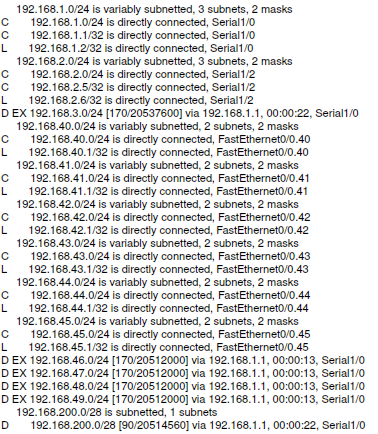 192.168.1.0/24 is variably subnetted, 3 subnets, 2 masks
C 192.168.1.0/24 is directly connected, Serial1/0
C 192.168.1.1/32 is directly connected, Serial1/0
L 192.168.1.2/32 is directly connected, Serial1/0
192.168.2.0/24 is variably subnetted, 3 subnets, 2 masks
C 192.168.2.0/24 is directly connected, Serial1/2
C 192.168.2.5/32 is directly connected, Serial1/2
L 192.168.2.6/32 is directly connected, Serial1/2
D EX 192.168.3.0/24 [170/20537600] via 192.168.1.1, 00:00:22, Serial1/0
192.168.40.0/24 is variably subnetted, 2 subnets, 2 masks
C 192.168.40.0/24 is directly connected, FastEthernet0/0.40
L 192.168.40.1/32 is directly connected, FastEthernet0/0.40
192.168.41.0/24 is variably subnetted, 2 subnets, 2 masks
C 192.168.41.0/24 is directly connected, FastEthernet0/0.41
L 192.168.41.1/32 is directly connected, FastEthernet0/0.41
192.168.42.0/24 is variably subnetted, 2 subnets, 2 masks
C 192.168.42.0/24 is directly connected, FastEthernet0/0.42
L 192.168.42.1/32 is directly connected, FastEthernet0/0.42
192.168.43.0/24 is variably subnetted, 2 subnets, 2 masks
C 192.168.43.0/24 is directly connected, FastEthernet0/0.43
L 192.168.43.1/32 is directly connected, FastEthernet0/0.43
192.168.44.0/24 is variably subnetted, 2 subnets, 2 masks
C 192.168.44.0/24 is directly connected, FastEthernet0/0.44
L 192.168.44.1/32 is directly connected, FastEthernet0/0.44
192.168.45.0/24 is variably subnetted, 2 subnets, 2 masks
C 192.168.45.0/24 is directly connected, FastEthernet0/0.45
L 192.168.45.1/32 is directly connected, FastEthernet0/0.45
D EX 192.168.46.0/24 [170/20512000] via 192.168.1.1, 00:00:13, Serial1/0
D EX 192.168.47.0/24 [170/20512000] via 192.168.1.1, 00:00:13, Serial1/0
D EX 192.168.48.0/24 [170/20512000] via 192.168.1.1, 00:00:13, Serial1/0
D EX 192.168.49.0/24 [170/20512000] via 192.168.1.1, 00:00:13, Serial1/0
192.168.200.0/28 is subnetted, 1 subnets
D 192.168.200.0/28 [90/20514560] via 192.168.1.1, 00:00:22, Serial1/0